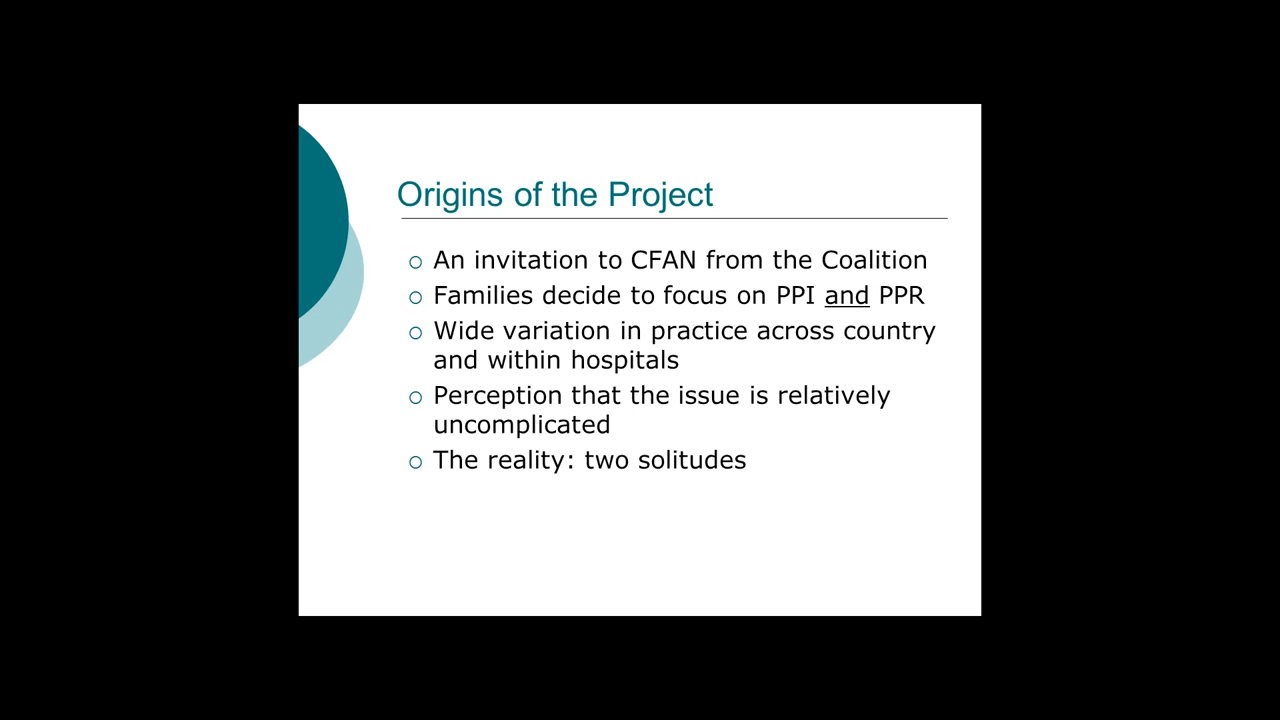 Origins of the Project
An invitation to CFAN from the Coalition
Families decide to focus on PPI and PPR
Wide variation in practice across country
and within hospitals
Perception that the issue is relatively
uncomplicated
The reality: two solitudes